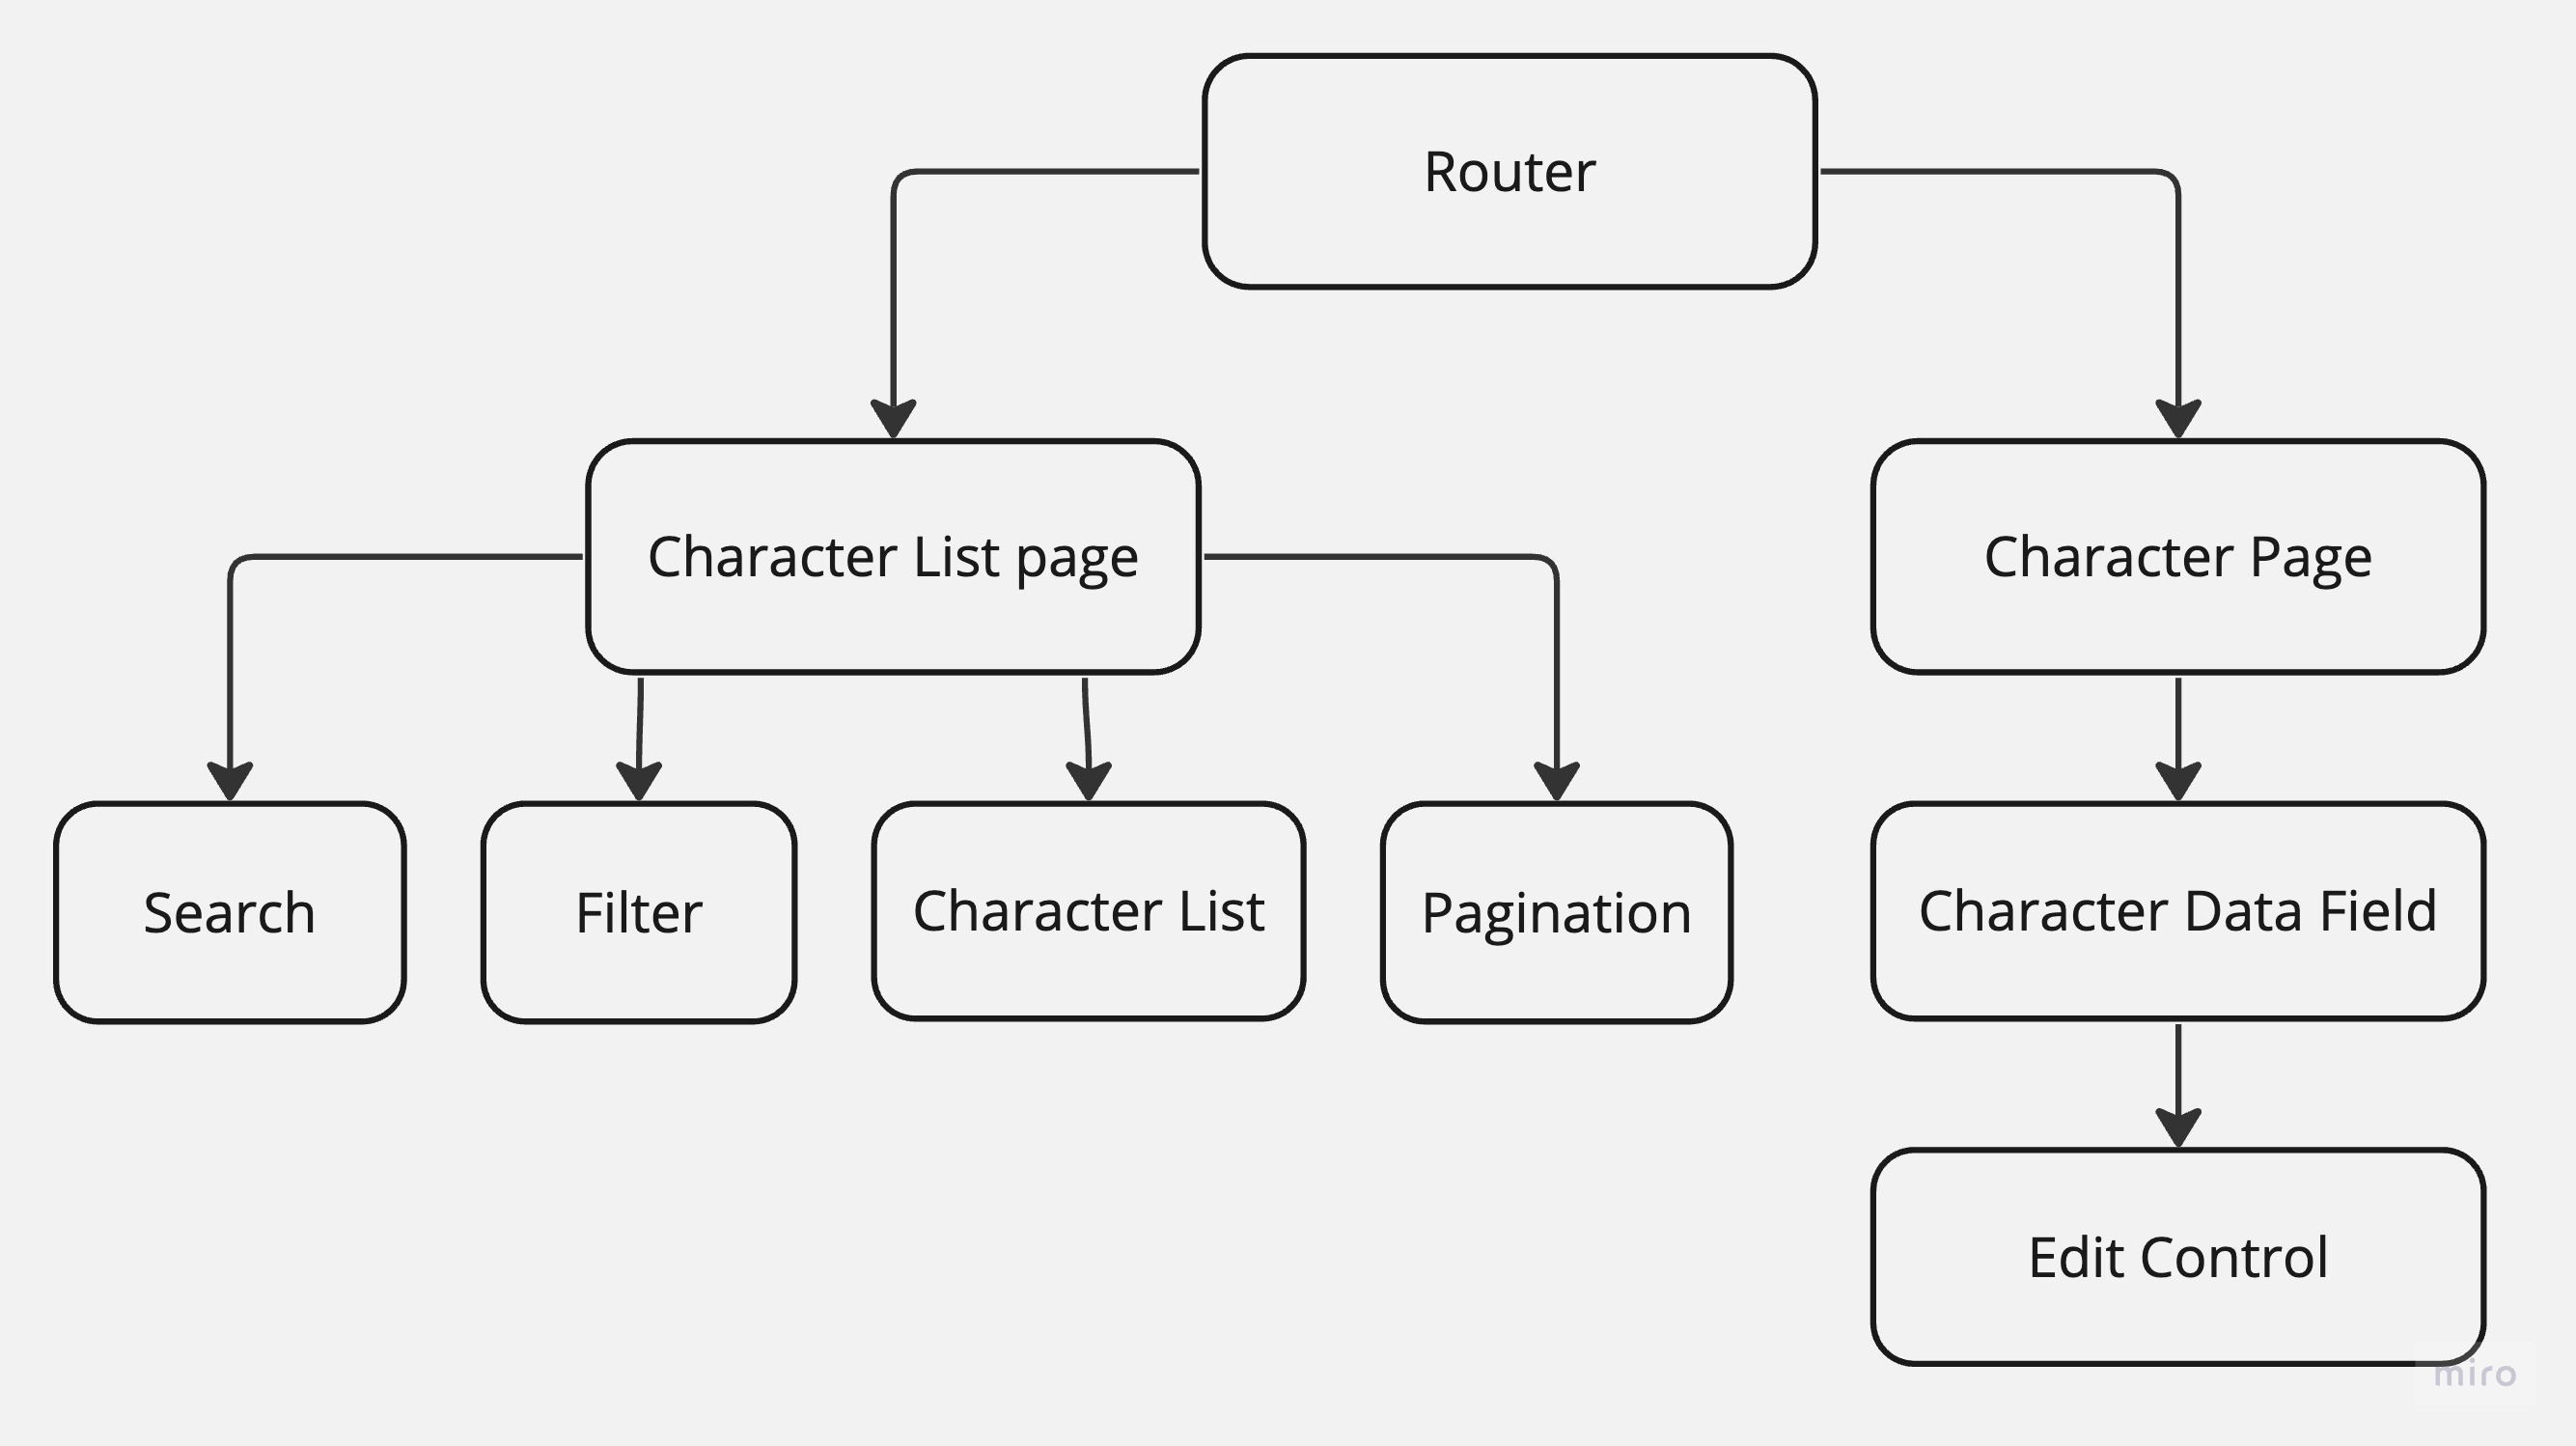 Router
Character List page
Character Page
Search
Filter
Character List
Pagination
Character Data Field
Edit Control
miro